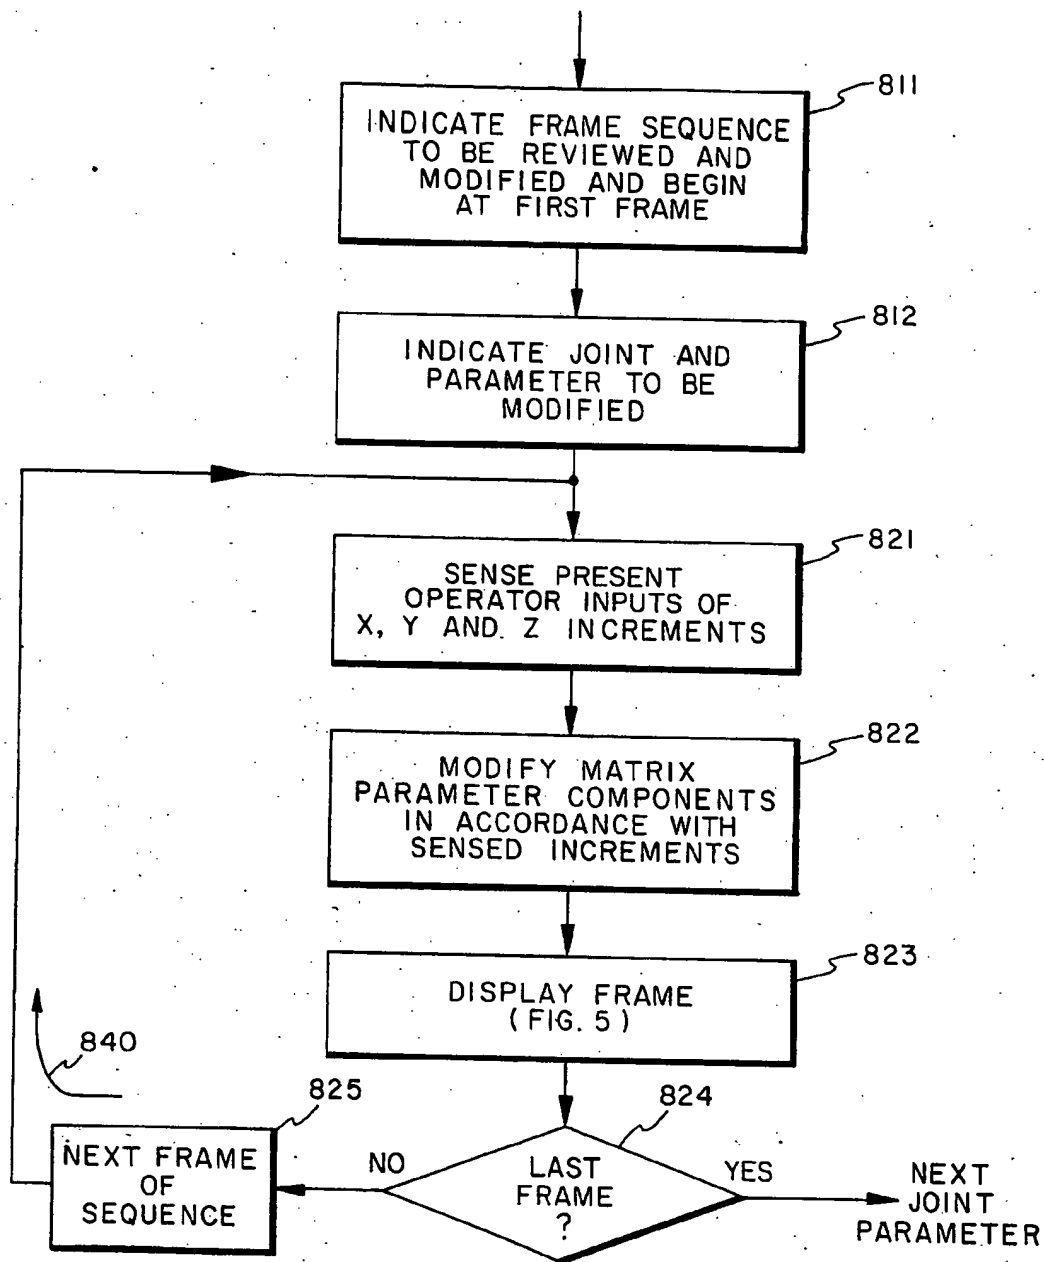 811
INDICATE FRAME SEQUENCE
TO BE REVIEWED AND
MODIFIED AND BEGIN
AT FIRST FRAME
812
INDICATE JOINT AND
PARAMETER TO BE
MODIFIED
821
SENSE PRESENT
OPERATOR INPUTS OF
X, Y AND Z INCREMENTS
822
MODIFY MATRIX
PARAMETER COMPONENTS
IN ACCORDANCE WITH
SENSED INCREMENTS
823
DISPLAY FRAME
(FIG. 5)
840
825
824
NEXT FRAME
OF
SEQUENCE
NO
LAST
FRAME
?
YES
NEXT
JOINT
PARAMETER